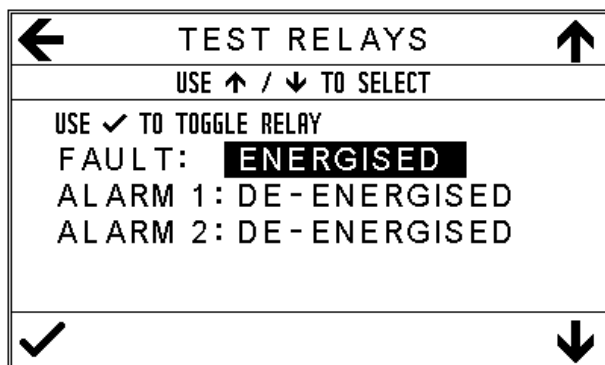 TEST RELAYS
USE ↑ / ↓ TO SELECT
USE ✓ TO TOGGLE RELAY
FAULT: ENERGISED
ALARM 1: DE-ENERGISED
ALARM 2: DE-ENERGISED